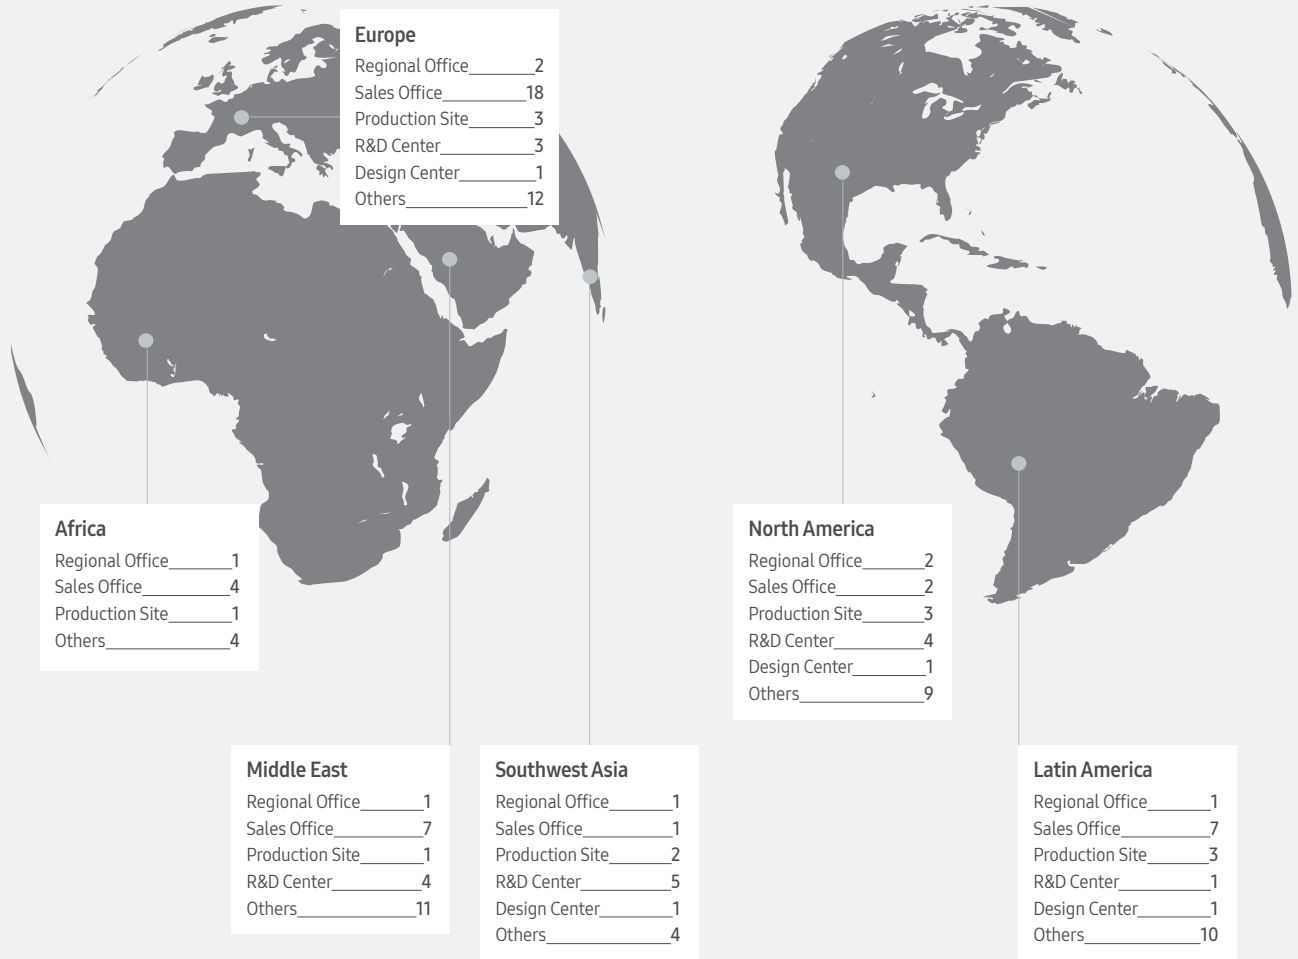 Europe
Regional Office 2
Sales Office 18
Production Site 3
R&D Center 3
Design Center 1
Others 12
Africa
Regional Office 1
Sales Office 4
Production Site 1
Others 4
North America
Regional Office 2
Sales Office 2
Production Site 3
R&D Center 4
Design Center 1
Others 9
Middle East
Regional Office 1
Sales Office 7
Production Site 1
R&D Center 4
Others 11
Southwest Asia
Regional Office 1
Sales Office 1
Production Site 2
R&D Center 5
Design Center 1
Others 4
Latin America
Regional Office 1
Sales Office 7
Production Site 3
R&D Center 1
Design Center 1
Others 10